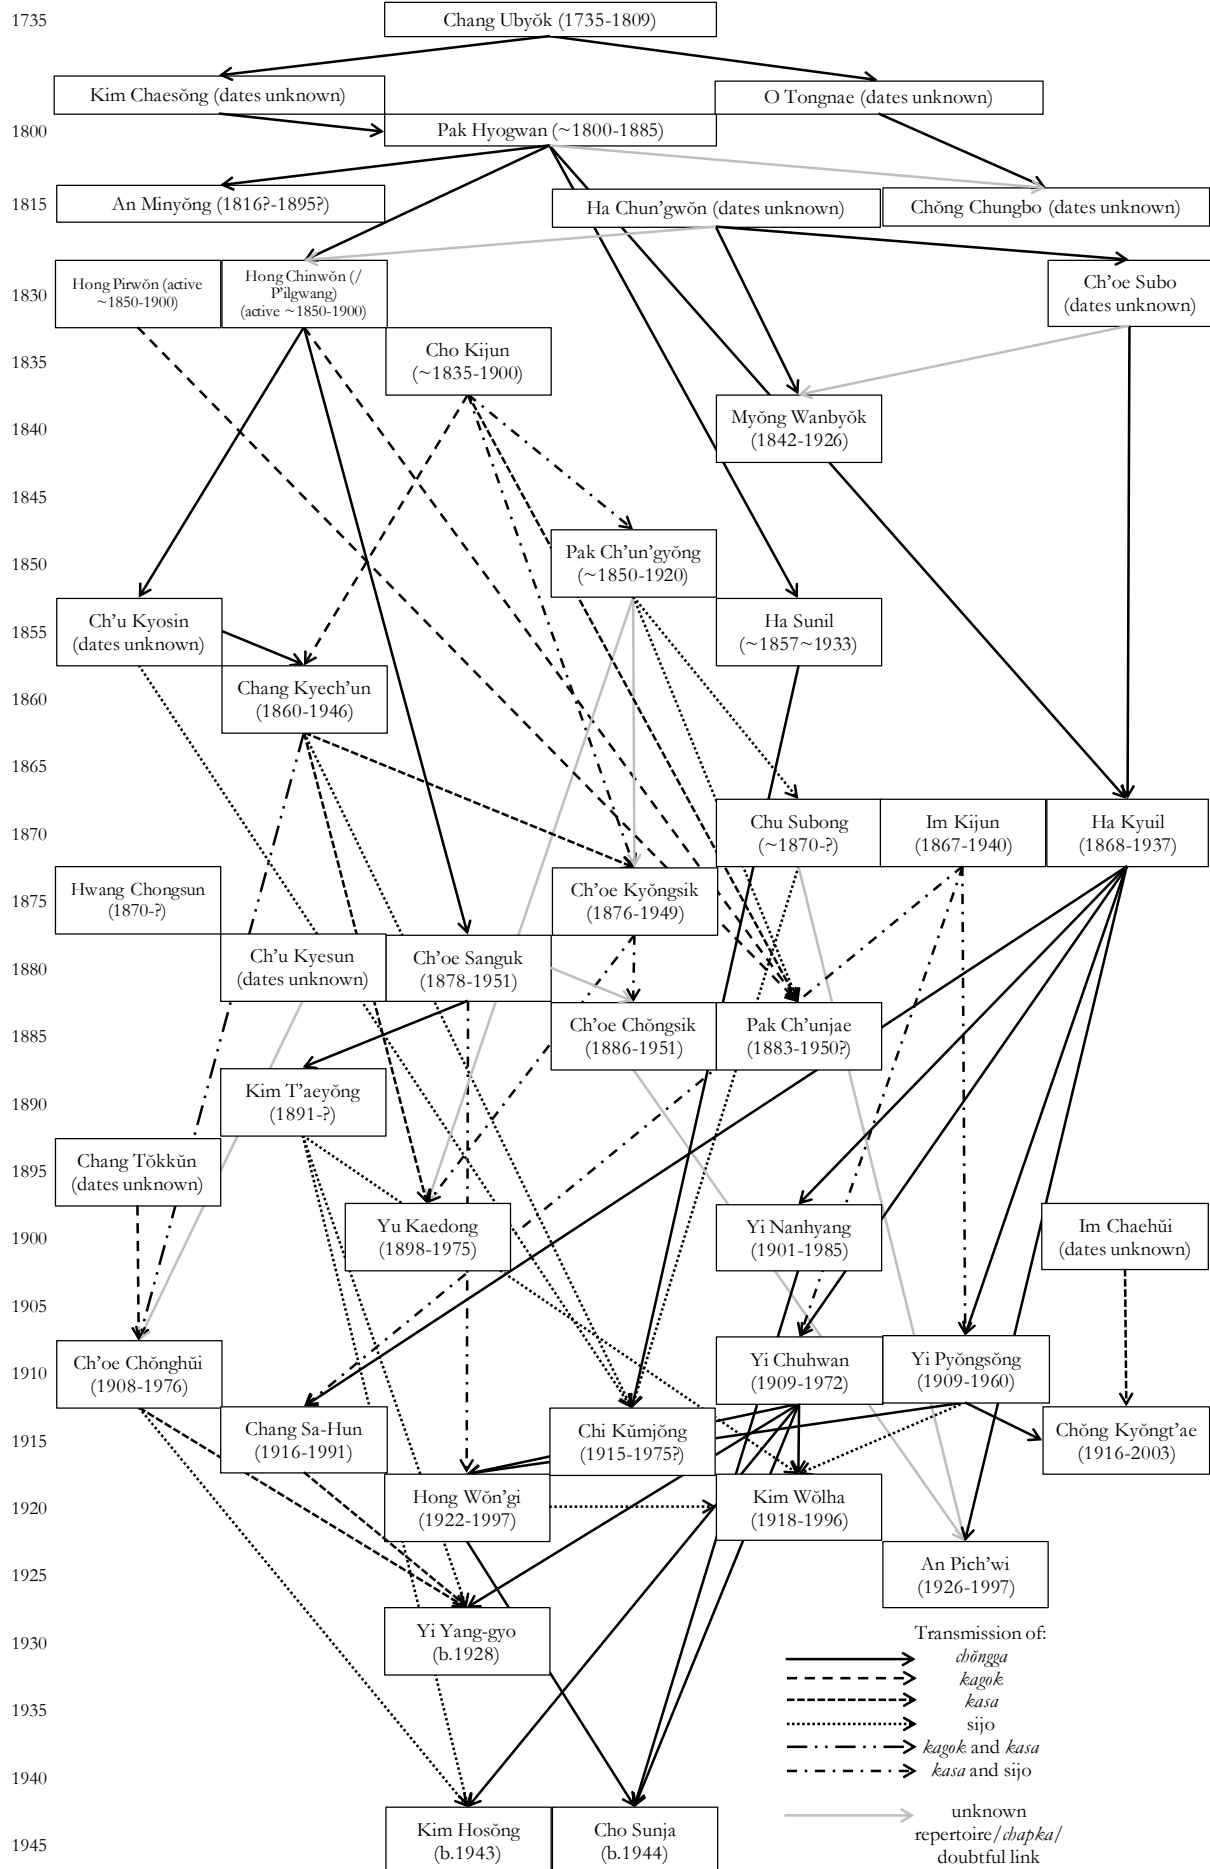 1735
Chang Ubyŏk (1735-1809)
Kim Chaesŏng (dates unknown)
O Tongnae (dates unknown)
1800
Pak Hyogwan (~1800-1885)
1815
An Minyŏng (1816?-1895?)
Ha Chun'gwŏn (dates unknown)
Chŏng Chungbo (dates unknown)
1830
Hong Pirwŏn (active
~1850-1900)
Hong Chinwŏn (/
P'ilgwang)
(active ~1850-1900)
Ch'oe Subo
(dates unknown)
1835
Cho Kijun
(~1835-1900)
1840
Myŏng Wanbyŏk
(1842-1926)
1845
1850
Pak Ch'un'gyŏng
(~1850-1920)
1855
Ch'u Kyosin
(dates unknown)
Ha Sunil
(~1857~1933)
1860
Chang Kyech'un
(1860-1946)
1865
1870
Chu Subong
(~1870-?)
Im Kijun
(1867-1940)
Ha Kyuil
(1868-1937)
1875
Hwang Chongsun
(1870-?)
Ch'oe Kyŏngsik
(1876-1949)
1880
Ch'u Kyesun
(dates unknown)
Ch'oe Sanguk
(1878-1951)
1885
Ch'oe Chŏngsik
(1886-1951)
Pak Ch'unjae
(1883-1950?)
1890
Kim T'aeyŏng
(1891-?)
1895
Chang Tŏkkŭn
(dates unknown)
1900
Yu Kaedong
(1898-1975)
Yi Nanhyang
(1901-1985)
Im Chaehŭi
(dates unknown)
1905
1910
Ch'oe Chŏnghŭi
(1908-1976)
Yi Chuhwan
(1909-1972)
Yi Pyŏngsŏng
(1909-1960)
1915
Chang Sa-Hun
(1916-1991)
Chi Kŭmjŏng
(1915-1975?)
Chŏng Kyŏngt'ae
(1916-2003)
1920
Hong Wŏn'gi
(1922-1997)
Kim Wŏlha
(1918-1996)
1925
An Pich'wi
(1926-1997)
1930
Yi Yang-gyo
(b.1928)
1935
1940
1945
Kim Hosŏng
(b.1943)
Cho Sunja
(b.1944)
Transmission of:
chŏngga
kagok
kasa
sijo
kagok and kasa
kasa and sijo
unknown
repertoire/chapka/
doubtful link